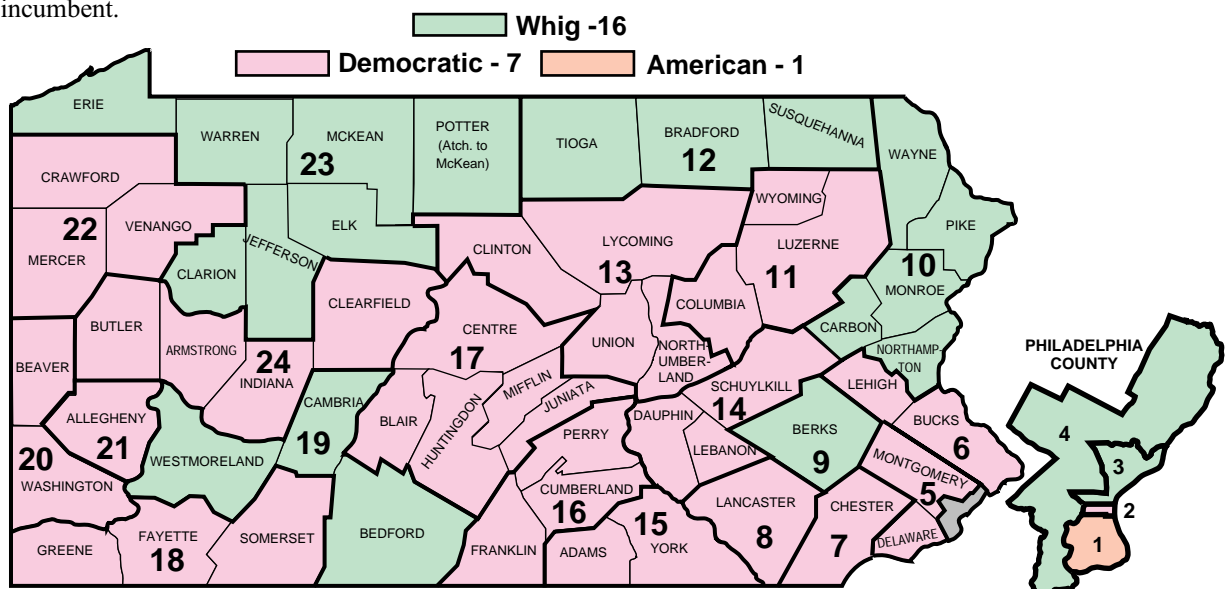 incumbent.
Whig -16
Democratic - 7
American - 1
ERIE
WARREN
MCKEAN
23
POTTER
(Atch. to
McKean)
TIOGA
BRADFORD
12
SUSQUEHANNA
WAYNE
CRAWFORD
22
MERCER
VENANGO
CLARION
JEFFERSON
ELK
CLINTON
LYCOMING
13
WYOMING
LUZERNE
11
PIKE
10
MONROE
CARBON
NORTHAMP-
TON
BEAVER
BUTLER
ARMSTRONG
24
INDIANA
CLEARFIELD
CENTRE
17
UNION
NORTH-
UMBER-
LAND
COLUMBIA
SCHUYLKILL
14
LEHIGH
BUCKS
6
ALLEGHENY
21
20
WASHINGTON
WESTMORELAND
CAMBRIA
19
BLAIR
HUNTINGDON
MIFFLIN
JUNIATA
PERRY
DAUPHIN
LEBANON
BERKS
9
MONTGOMERY
5
GREENE
FAYETTE
18
SOMERSET
BEDFORD
FRANKLIN
CUMBERLAND
16
ADAMS
15
YORK
LANCASTER
8
CHESTER
7
DELAWARE
PHILADELPHIA
COUNTY
4
3
2
1